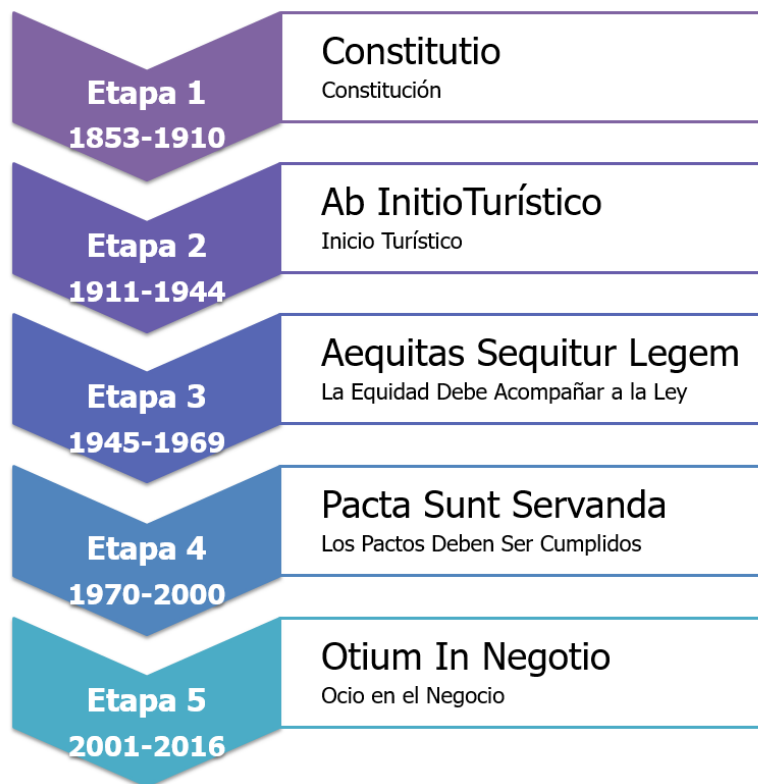 Etapa 1
1853-1910
Constitutio
Constitución
Etapa 2
1911-1944
Ab InitioTurístico
Inicio Turístico
Etapa 3
1945-1969
Aequitas Sequitur Legem
La Equidad Debe Acompañar a la Ley
Etapa 4
1970-2000
Pacta Sunt Servanda
Los Pactos Deben Ser Cumplidos
Etapa 5
2001-2016
Otium In Negotio
Ocio en el Negocio